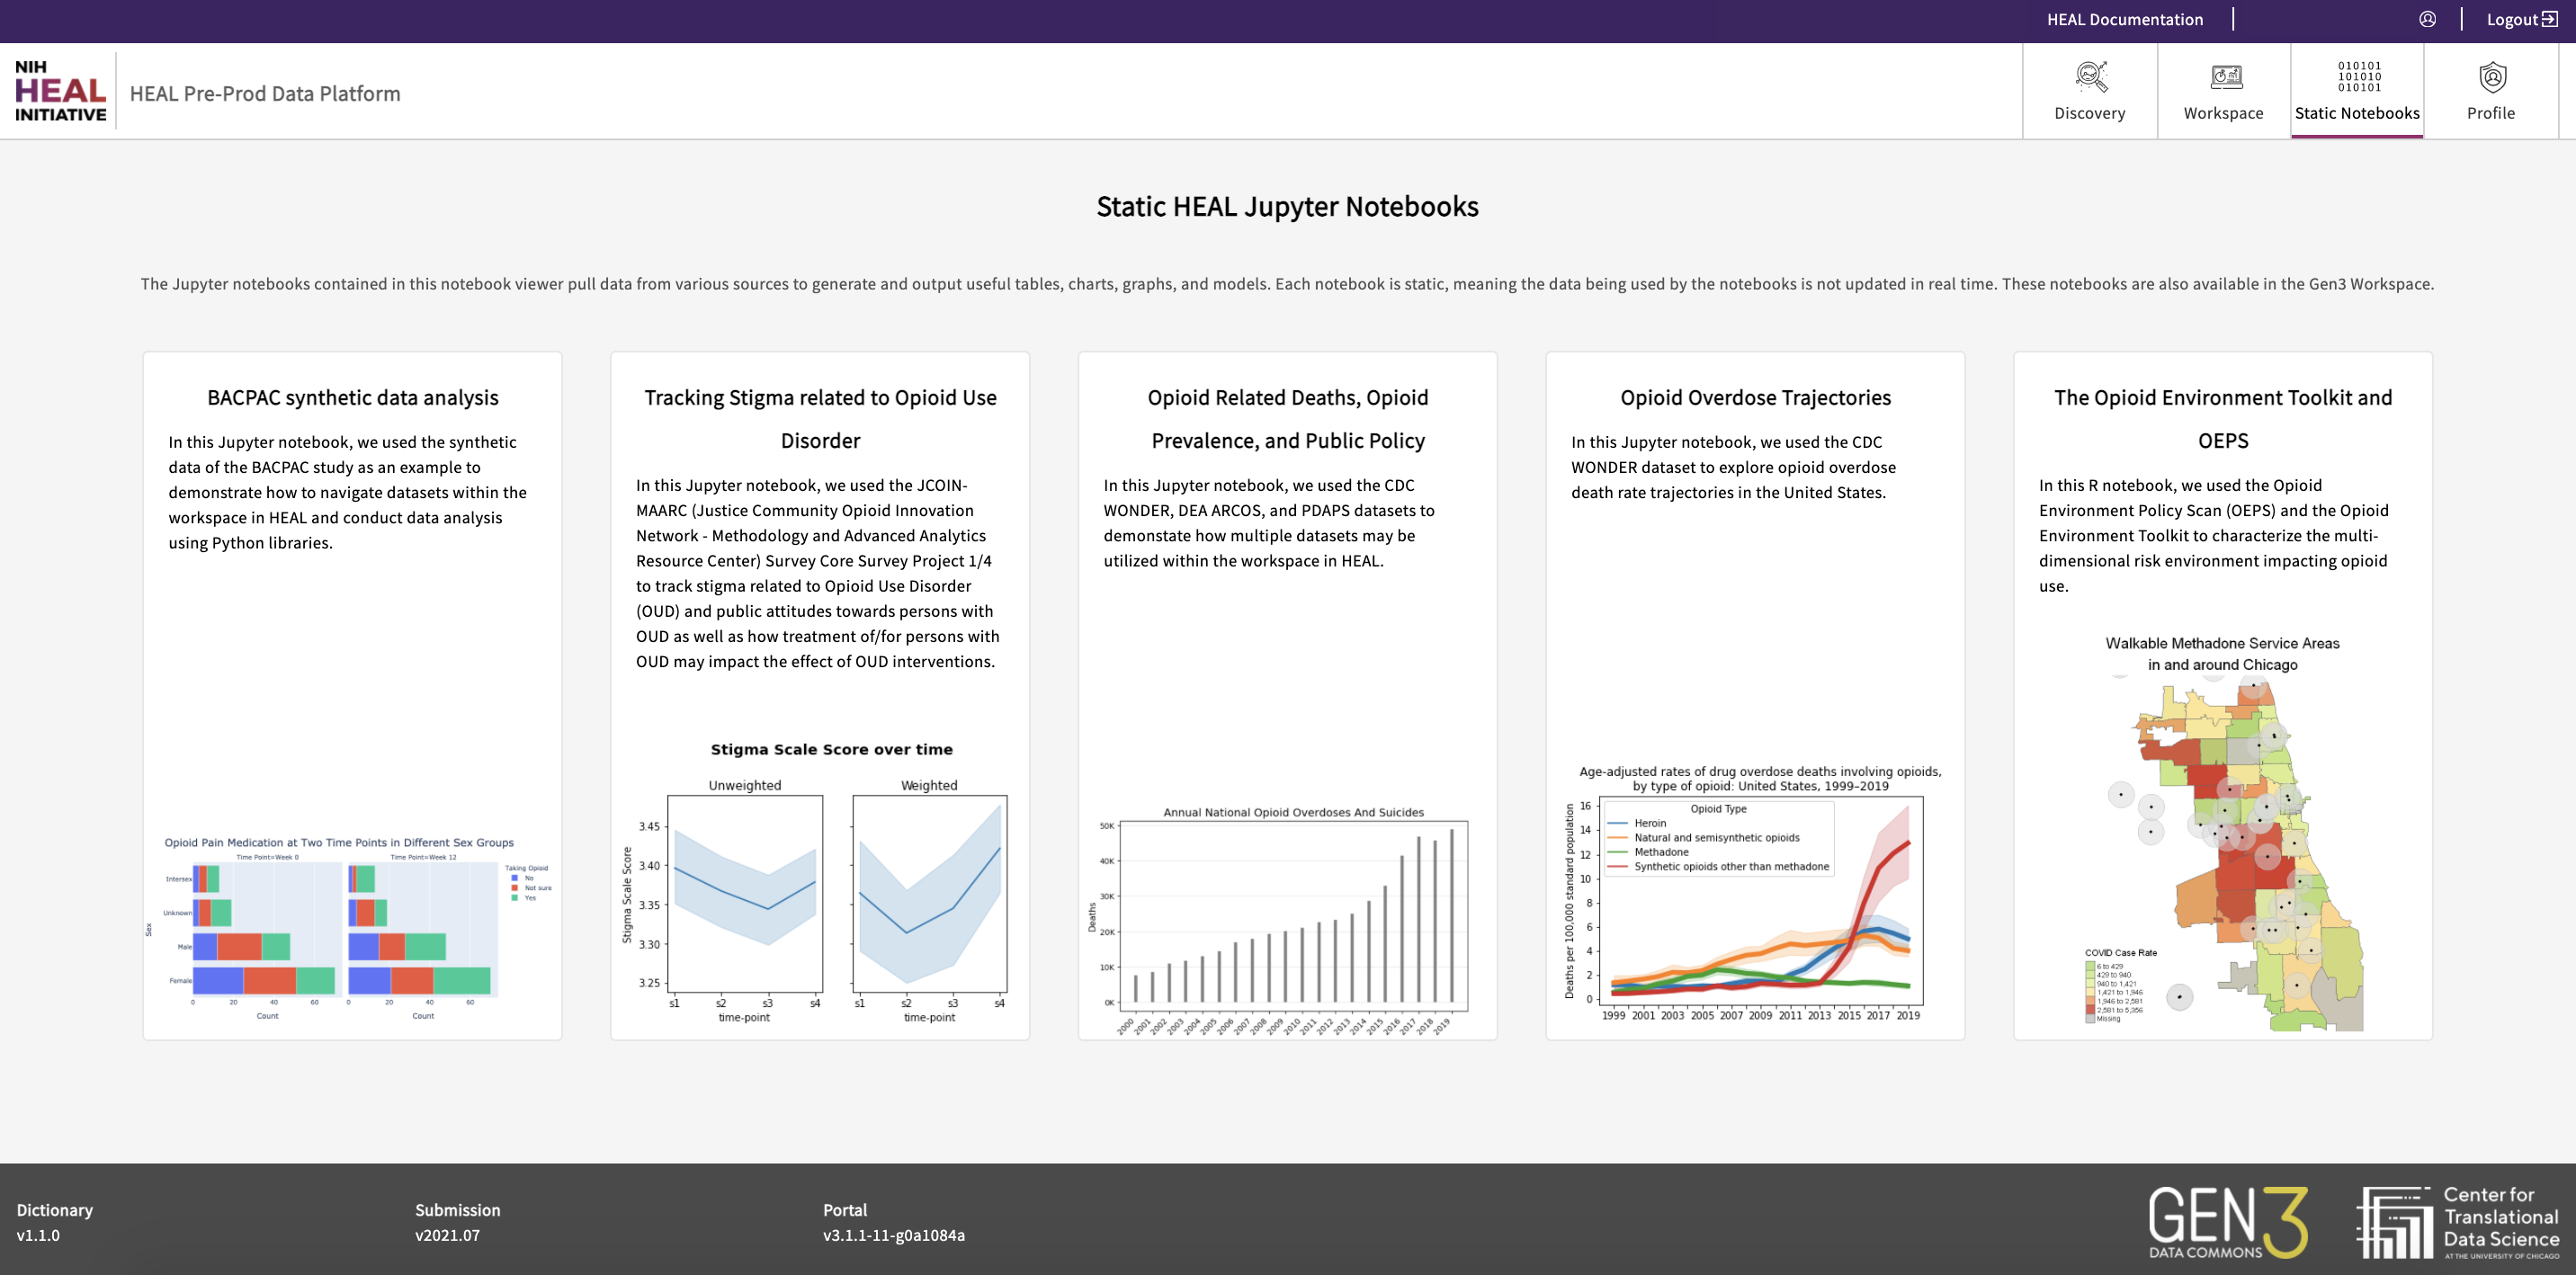 HEAL Documentation
Logout
NIH
HEAL
INITIATIVE
HEAL Pre-Prod Data Platform
Discovery
Workspace
010101
101010
010101
Static Notebooks
Profile
Static HEAL Jupyter Notebooks
The Jupyter notebooks contained in this notebook viewer pull data from various sources to generate and output useful tables, charts, graphs, and models. Each notebook is static, meaning the data being used by the notebooks is not updated in real time. These notebooks are also available in the Gen3 Workspace.
BACPAC synthetic data analysis
In this Jupyter notebook, we used the synthetic
data of the BACPAC study as an example to
demonstrate how to navigate datasets within the
workspace in HEAL and conduct data analysis
using Python libraries.
Opioid Pain Medication at Two Time Points in Different Sex Groups
Time Point=Week 0
Time Point=Week 12
Taking Opioid
No
Not sure
Yes
Sex
Intersex
Unknown
Male
Female
0 20 40 60
0 20 40 60
Count
Count
Tracking Stigma related to Opioid Use
Disorder
In this Jupyter notebook, we used the JCOIN-
MAARC (Justice Community Opioid Innovation
Network - Methodology and Advanced Analytics
Resource Center) Survey Core Survey Project 1/4
to track stigma related to Opioid Use Disorder
(OUD) and public attitudes towards persons with
OUD as well as how treatment of/for persons with
OUD may impact the effect of OUD interventions.
Stigma Scale Score over time
Unweighted
Weighted
Stigma Scale Score
3.45
3.40
3.35
3.30
3.25
s1 s2 s3 s4
s1 s2 s3 s4
time-point
time-point
Opioid Related Deaths, Opioid
Prevalence, and Public Policy
In this Jupyter notebook, we used the CDC
WONDER, DEA ARCOS, and PDAPS datasets to
demonstate how multiple datasets may be
utilized within the workspace in HEAL.
Annual National Opioid Overdoses And Suicides
Deaths
50K
40K
30K
20K
10K
0K
2000 2001 2002 2003 2004 2005 2006 2007 2008 2009 2010 2011 2012 2013 2014 2015 2016 2017 2018 2019
Opioid Overdose Trajectories
In this Jupyter notebook, we used the CDC
WONDER dataset to explore opioid overdose
death rate trajectories in the United States.
Age-adjusted rates of drug overdose deaths involving opioids,
by type of opioid: United States, 1999–2019
Deaths per 100,000 standard population
Opioid Type
Heroin
Natural and semisynthetic opioids
Methadone
Synthetic opioids other than methadone
16
14
12
10
8
6
4
2
0
1999 2001 2003 2005 2007 2009 2011 2013 2015 2017 2019
The Opioid Environment Toolkit and
OEPS
In this R notebook, we used the Opioid
Environment Policy Scan (OEPS) and the Opioid
Environment Toolkit to characterize the multi-
dimensional risk environment impacting opioid
use.
Walkable Methadone Service Areas
in and around Chicago
COVID Case Rate
6 to 429
429 to 940
940 to 1,421
1,421 to 1,946
1,946 to 2,581
2,581 to 5,356
Missing
Dictionary
v1.1.0
Submission
v2021.07
Portal
v3.1.1-11-g0a1084a
GEN3
DATA COMMONS
Center for
Translational
Data Science
AT THE UNIVERSITY OF CHICAGO